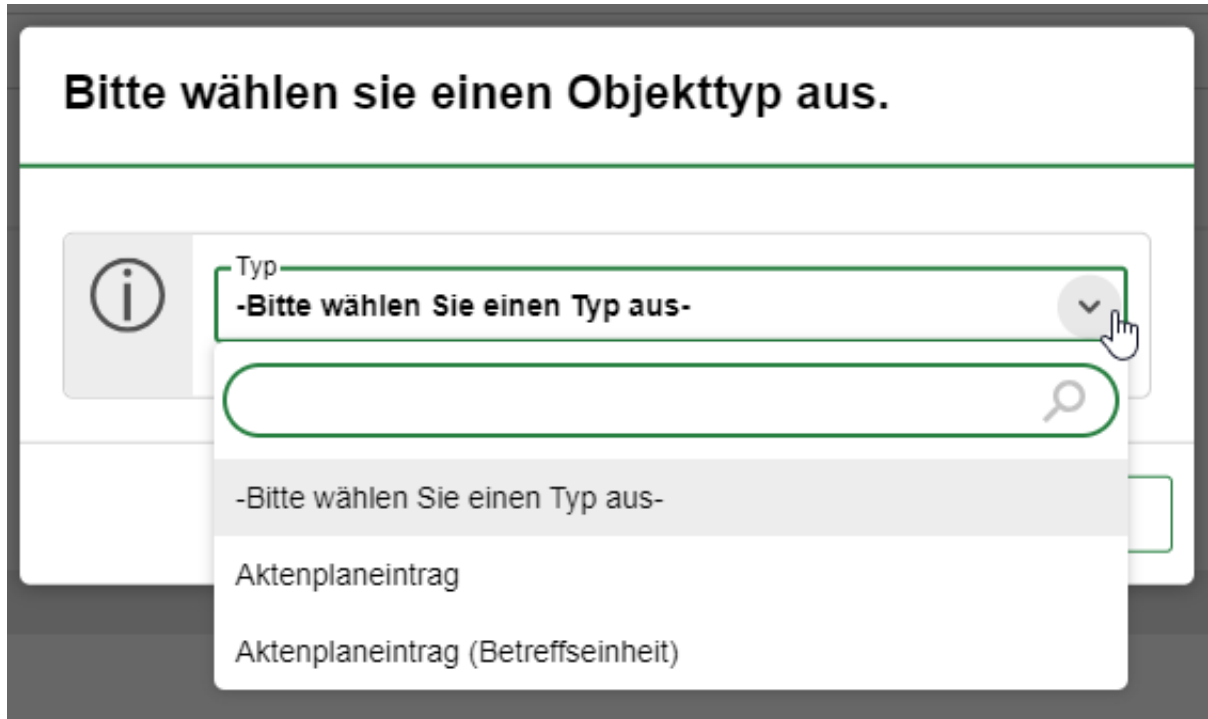 Bitte wählen sie einen Objekttyp aus.
Typ
-Bitte wählen Sie einen Typ aus-
-Bitte wählen Sie einen Typ aus-
Aktenplaneintrag
Aktenplaneintrag (Betreffseinheit)